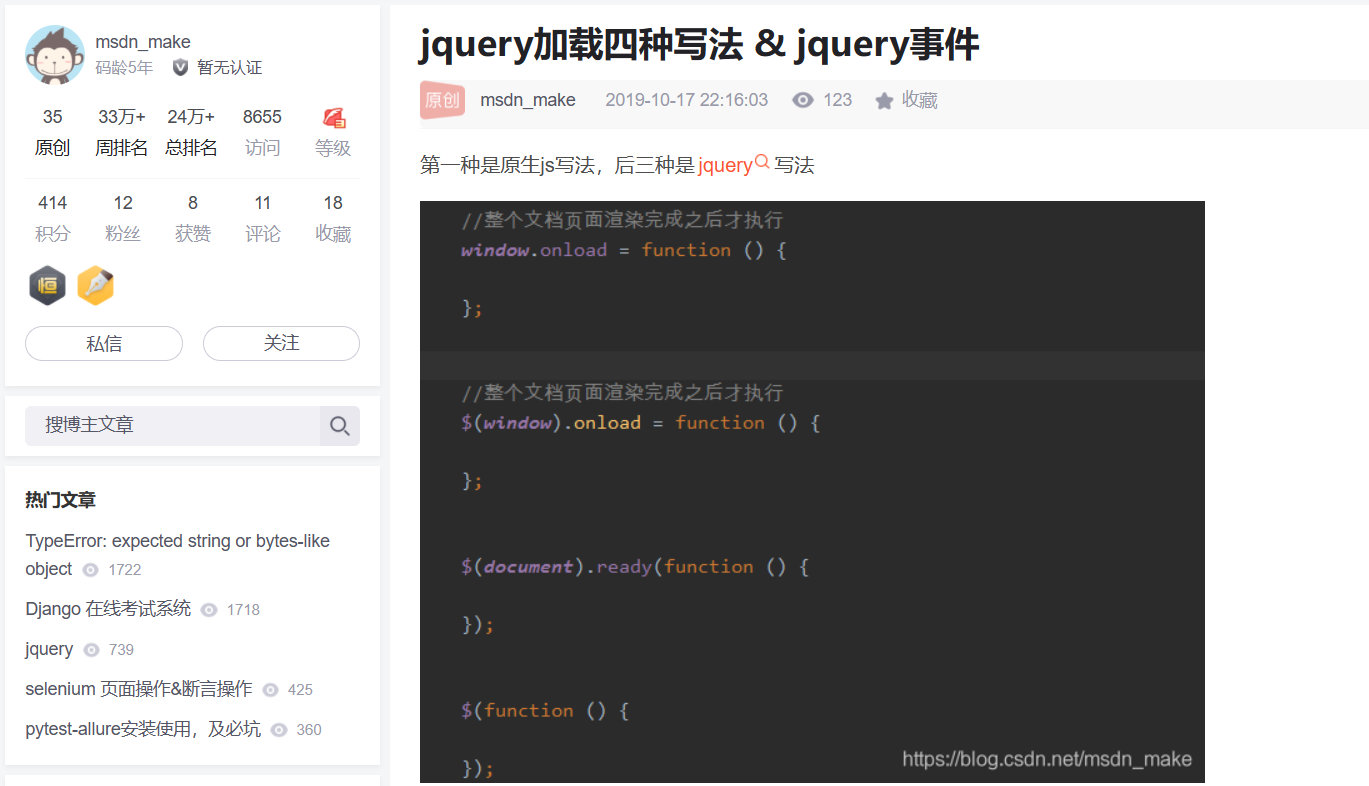 msdn_make
码龄5年 暂无认证
35 33万+ 24万+ 8655
原创 周排名 总排名 访问 等级
414 12 8 11 18
积分 粉丝 获赞 评论 收藏
恒
私信 关注
搜博主文章
热门文章
TypeError: expected string or bytes-like
object 1722
Django 在线考试系统 1718
jquery 739
selenium 页面操作&断言操作 425
pytest-allure安装使用，及必坑 360
jquery加载四种写法 & jquery事件
原创 msdn_make 2019-10-17 22:16:03 123 收藏
第一种是原生js写法，后三种是 jquery 写法
//整个文档页面渲染完成之后才执行
window.onload = function () {
};
//整个文档页面渲染完成之后才执行
$(window).onload = function () {
};
$(document).ready(function () {
});
$(function () {
});
https://blog.csdn.net/msdn_make